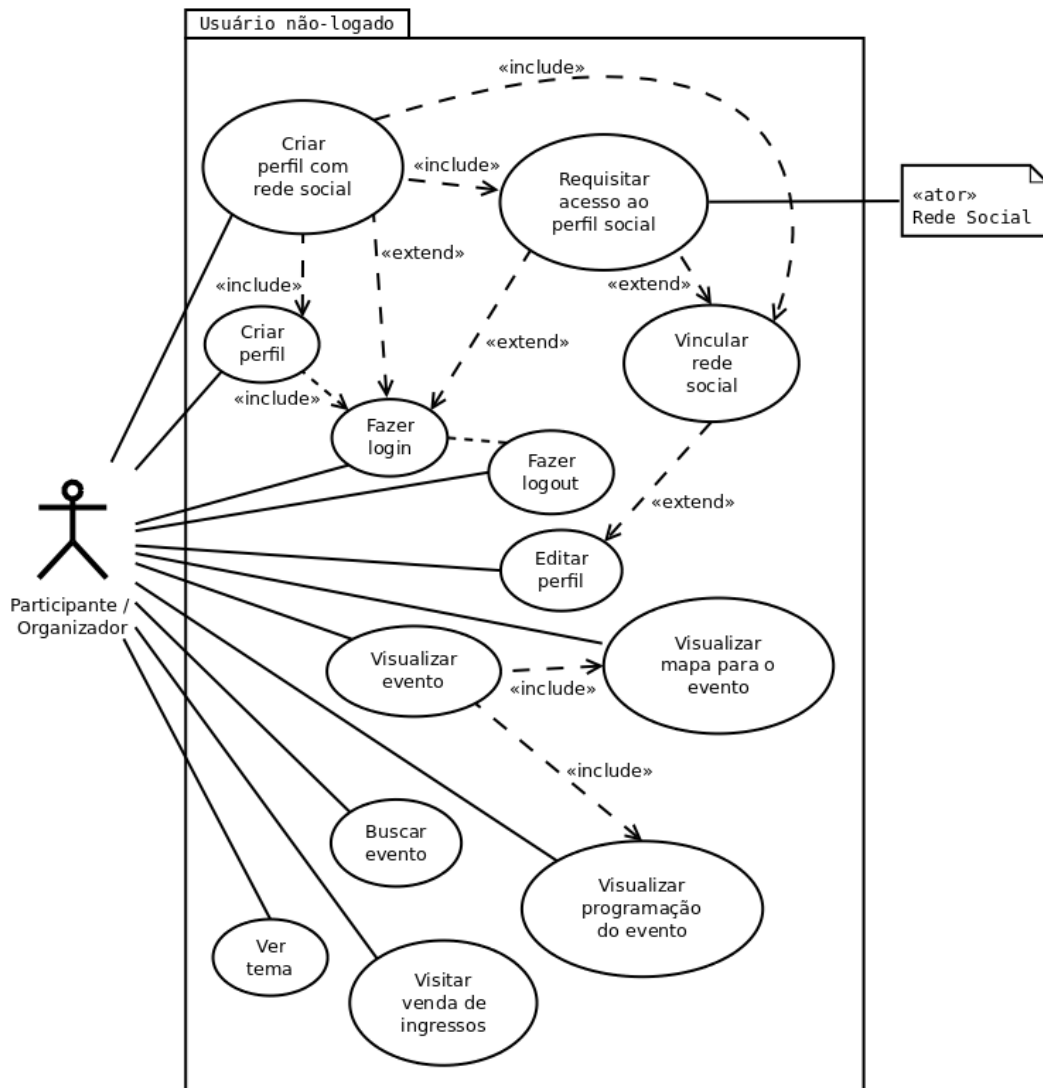 Usuário não-logado
«include»
Criar
perfil com
rede social
«include»
Requisitar
acesso ao
perfil social
«ator»
Rede Social
«extend»
«include»
«extend»
Criar
perfil
«extend»
Vincular
rede
social
«include»
Fazer
login
Fazer
logout
«extend»
Editar
perfil
Participante /
Organizador
Visualizar
evento
«include»
Visualizar
mapa para o
evento
«include»
Buscar
evento
Visualizar
programação
do evento
Ver
tema
Visitar
venda de
ingressos